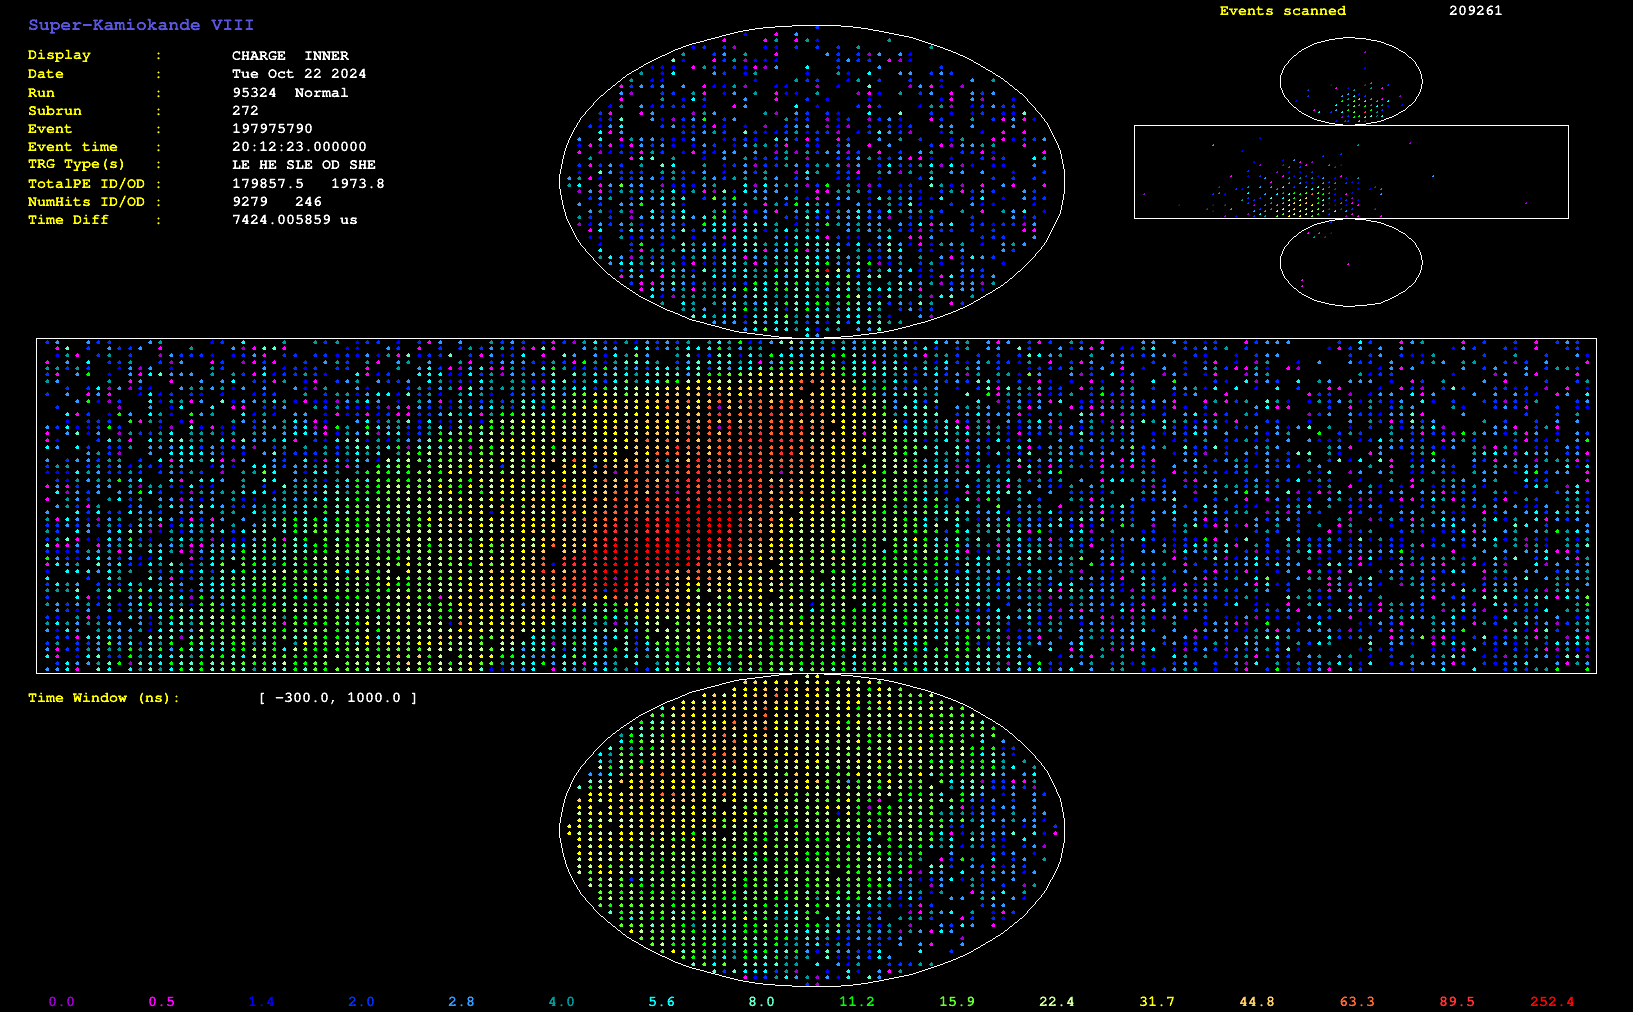 Super-Kamiokande VIII
Events scanned 209261
Display : CHARGE INNER
Date : Tue Oct 22 2024
Run : 95324 Normal
Subrun : 272
Event : 197975790
Event time : 20:12:23.000000
TRG Type(s) : LE HE SLE OD SHE
TotalPE ID/OD : 179857.5 1973.8
NumHits ID/OD : 9279 246
Time Diff : 7424.005859 us
Time Window (ns): [ −300.0, 1000.0 ]
0.0 0.5 1.4 2.0 2.8 4.0 5.6 8.0 11.2 15.9 22.4 31.7 44.8 63.3 89.5 252.4